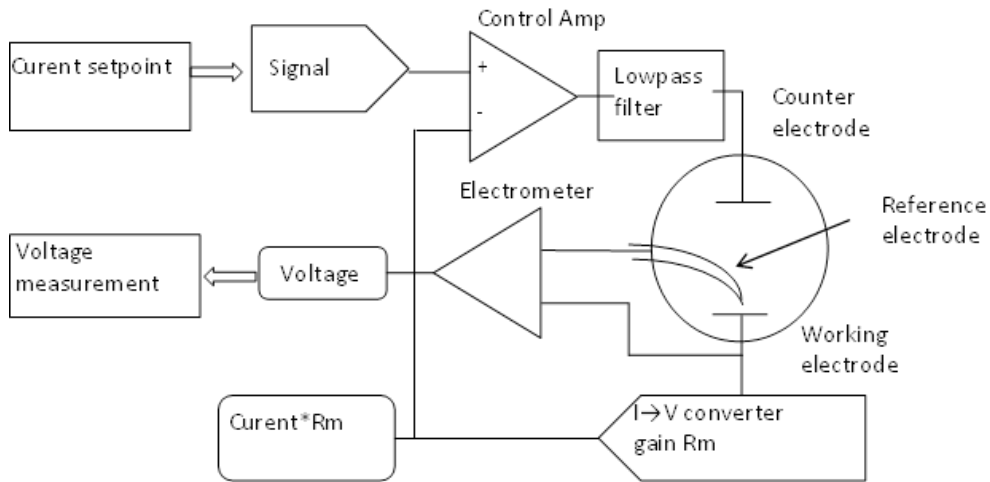 Control Amp
Curent setpoint
Signal
+
-
Lowpass
filter
Counter
electrode
Electrometer
Reference
electrode
Voltage
measurement
Voltage
Working
electrode
Curent*Rm
I→V converter
gain Rm